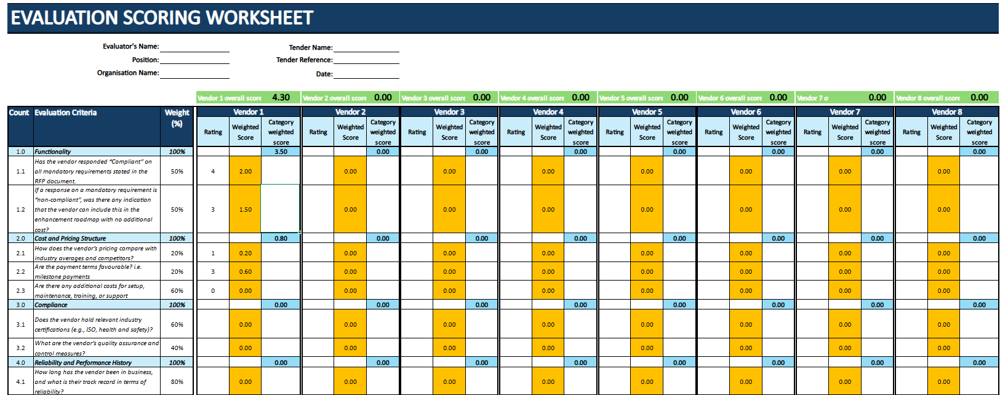 EVALUATION SCORING WORKSHEET
Evaluator's Name: Tender Name:
Position: Tender Reference:
Organisation Name: Date:
Vendor 1 overall score 4.30 Vendor 2 overall score 0.00 Vendor 3 overall score 0.00 Vendor 4 overall score 0.00 Vendor 5 overall score 0.00 Vendor 6 overall score 0.00 Vendor 7 o 0.00 Vendor 8 overall score 0.00
Count Evaluation Criteria Weight (%) Vendor 1 Vendor 2 Vendor 3 Vendor 4 Vendor 5 Vendor 6 Vendor 7 Vendor 8
Rating Weighted Score Category weighted score Rating Weighted Score Category weighted score Rating Weighted Score Category weighted score Rating Weighted Score Category weighted score Rating Weighted Score Category weighted score Rating Weighted Score Category weighted score Rating Weighted Score Category weighted score Rating Weighted Score Category weighted score
1.0 Functionality 100% 3.50 0.00 0.00 0.00 0.00 0.00 0.00 0.00
Has the vendor responded "Compliant" on
1.1 all mandatory requirements stated in the 50% 4 2.00 0.00 0.00 0.00 0.00 0.00 0.00 0.00
RFP document.
If a response on a mandatory requirement is
"non-compliant", was there any indication
1.2 that the vendor can include this in the 50% 3 1.50 0.00 0.00 0.00 0.00 0.00 0.00 0.00
enhancement roadmap with no additional
cost?
2.0 Cost and Pricing Structure 100% 0.80 0.00 0.00 0.00 0.00 0.00 0.00 0.00
How does the vendor's pricing compare with
2.1 industry averages and competitors? 20% 1 0.20 0.00 0.00 0.00 0.00 0.00 0.00 0.00
Are the payment terms favourable? i.e.
2.2 milestone payments 20% 3 0.60 0.00 0.00 0.00 0.00 0.00 0.00 0.00
Are there any additional costs for setup,
2.3 maintenance, training, or support 60% 0 0.00 0.00 0.00 0.00 0.00 0.00 0.00 0.00
3.0 Compliance 100% 0.00 0.00 0.00 0.00 0.00 0.00 0.00 0.00
Does the vendor hold relevant industry
3.1 certifications (e.g., ISO, health and safety)? 60% 0.00 0.00 0.00 0.00 0.00 0.00 0.00 0.00
What are the vendor's quality assurance and
3.2 control measures? 40% 0.00 0.00 0.00 0.00 0.00 0.00 0.00 0.00
4.0 Reliability and Performance History 100% 0.00 0.00 0.00 0.00 0.00 0.00 0.00 0.00
How long has the vendor been in business,
4.1 and what is their track record in terms of 80% 0.00 0.00 0.00 0.00 0.00 0.00 0.00 0.00
reliability?